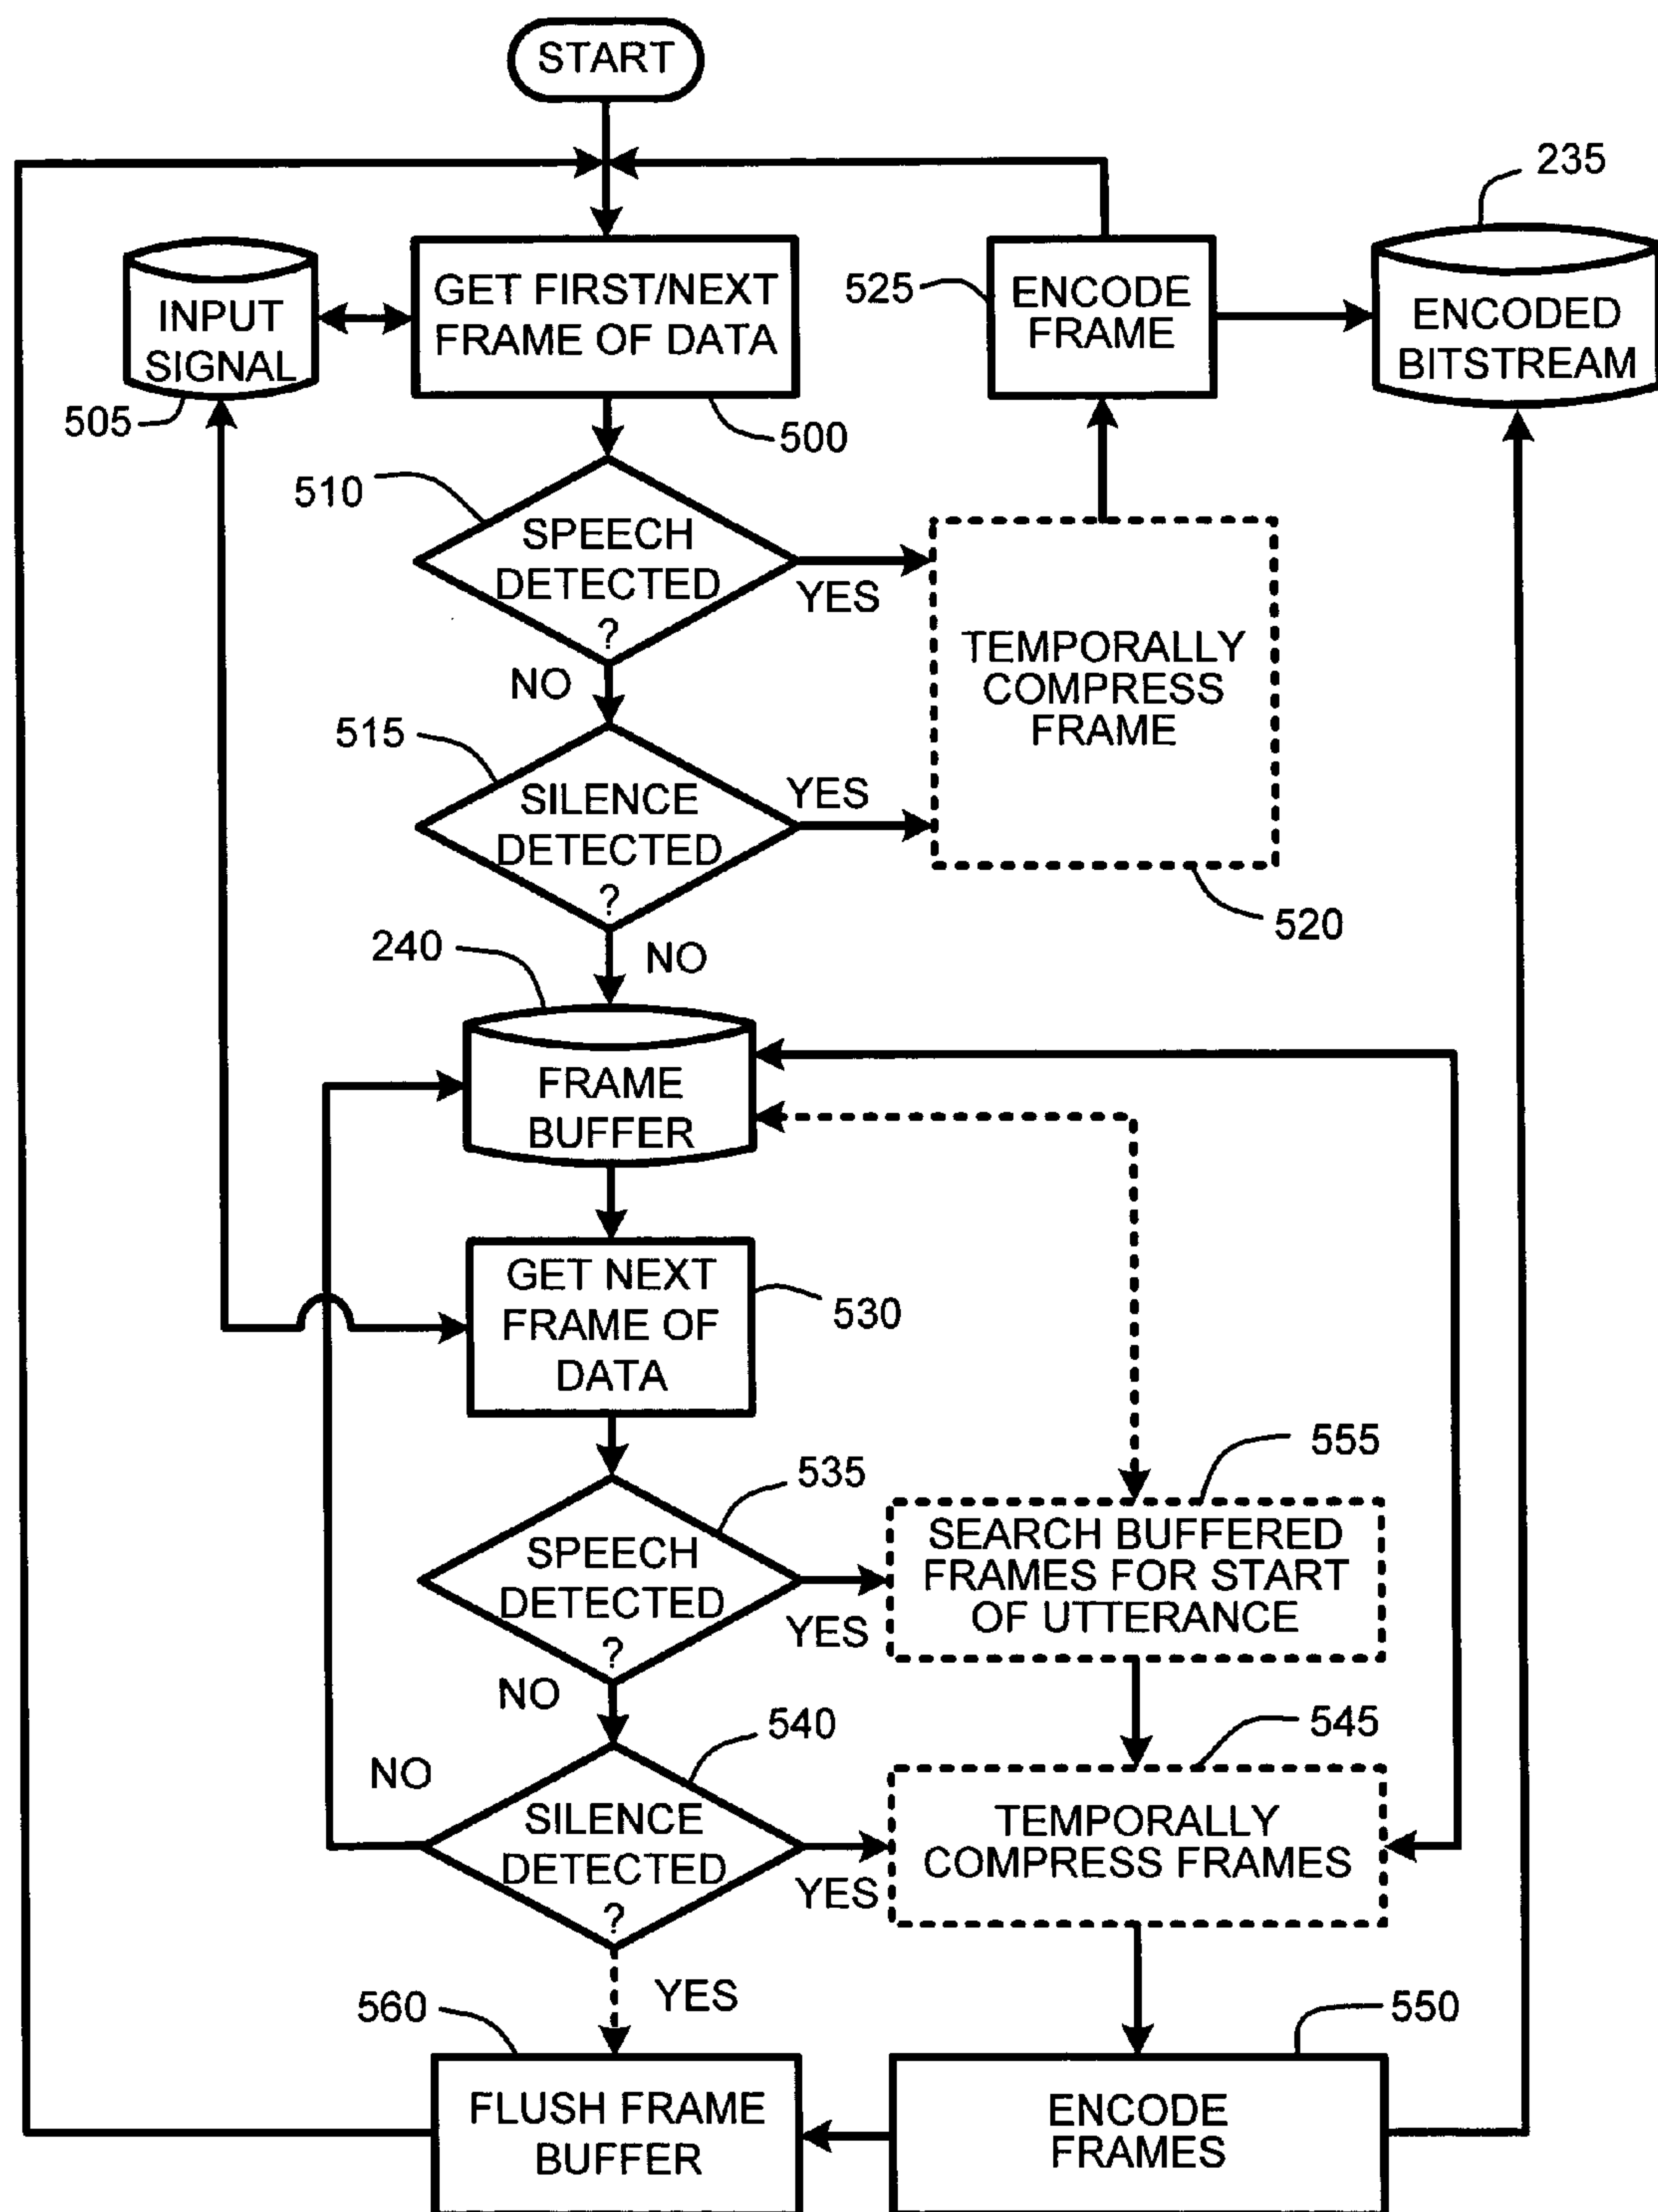 START
235
INPUT
SIGNAL
505
GET FIRST/NEXT
FRAME OF DATA
500
525
ENCODE
FRAME
ENCODED
BITSTREAM
510
SPEECH
DETECTED
?
YES
NO
TEMPORALLY
COMPRESS
FRAME
520
515
SILENCE
DETECTED
?
YES
NO
240
FRAME
BUFFER
GET NEXT
FRAME OF
DATA
530
535
SPEECH
DETECTED
?
YES
NO
555
SEARCH BUFFERED
FRAMES FOR START
OF UTTERANCE
540
SILENCE
DETECTED
?
NO
YES
YES
545
TEMPORALLY
COMPRESS FRAMES
560
FLUSH FRAME
BUFFER
550
ENCODE
FRAMES